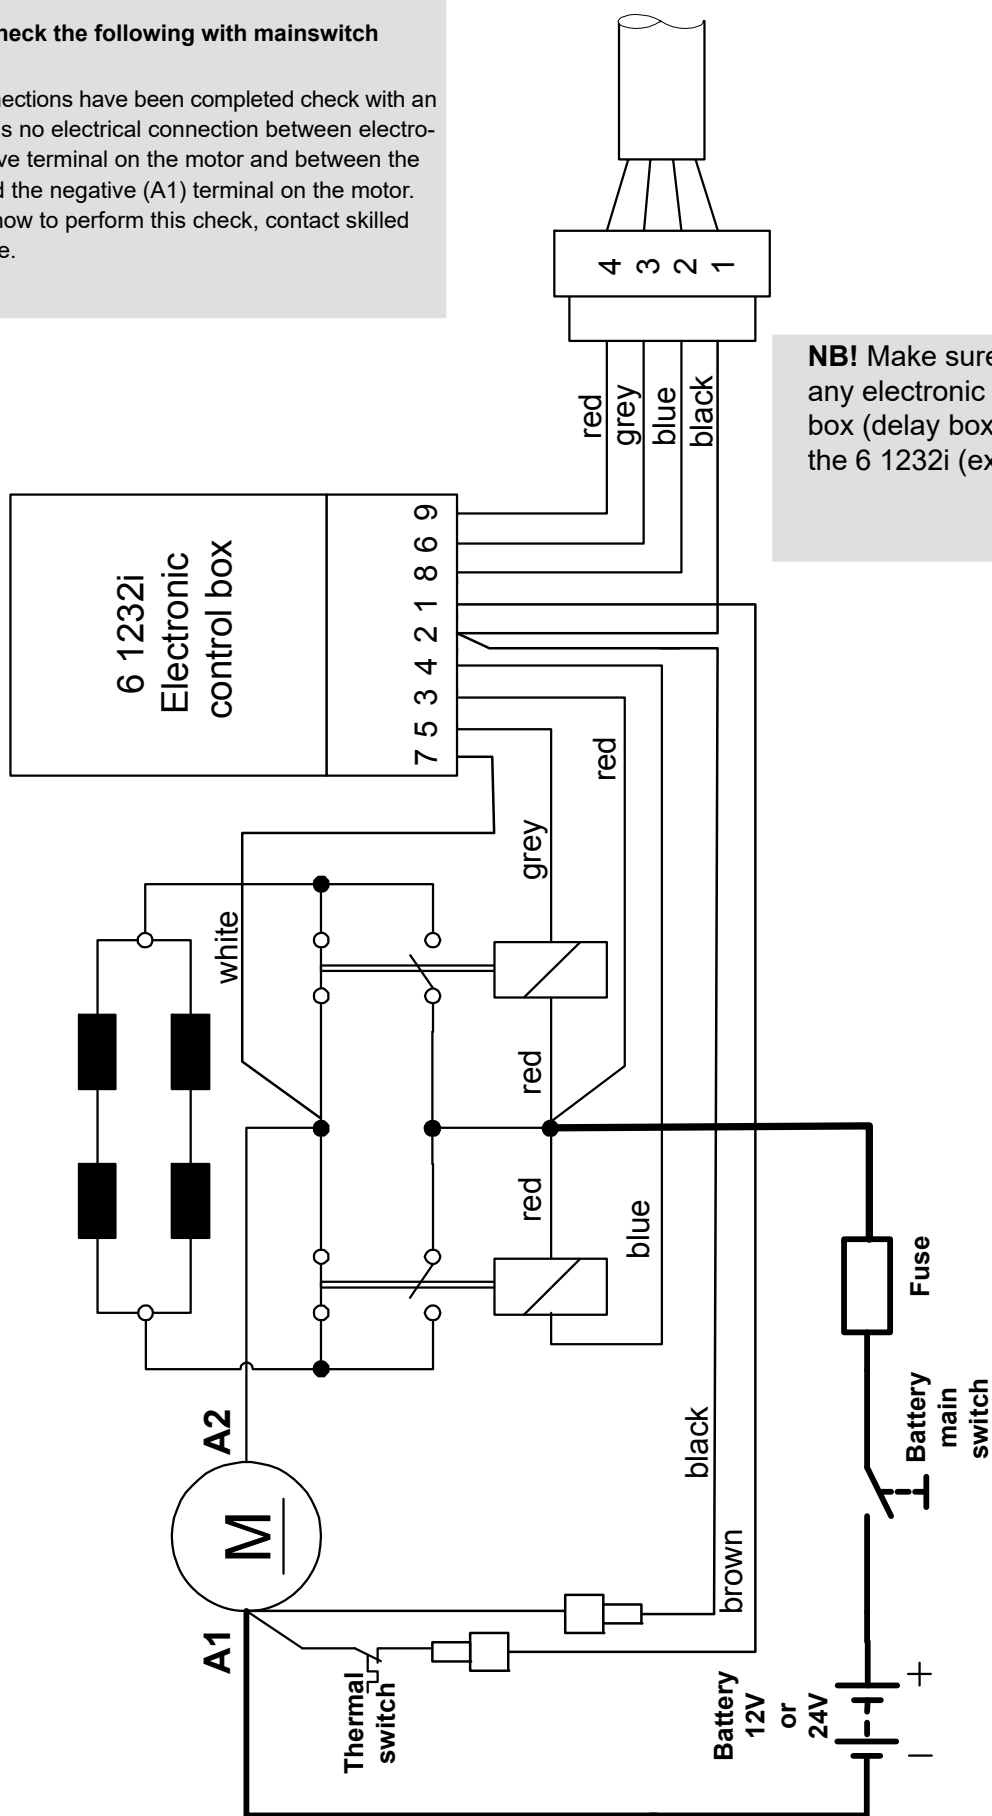 heck the following with mainswitch
nections have been completed check with an
s no electrical connection between electro-
ve terminal on the motor and between the
d the negative (A1) terminal on the motor.
how to perform this check, contact skilled
e.
4 3 2 1
NB! Make sure
any electronic
box (delay box
the 6 1232i (ex
red
grey
blue
black
6 1232i
Electronic
control box
7 5 3 4 2 1 8 6 9
white
grey
red
red
red
blue
black
brown
A2
M
A1
Thermal
switch
Fuse
Battery
main
switch
Battery
12V
or
24V
+
–